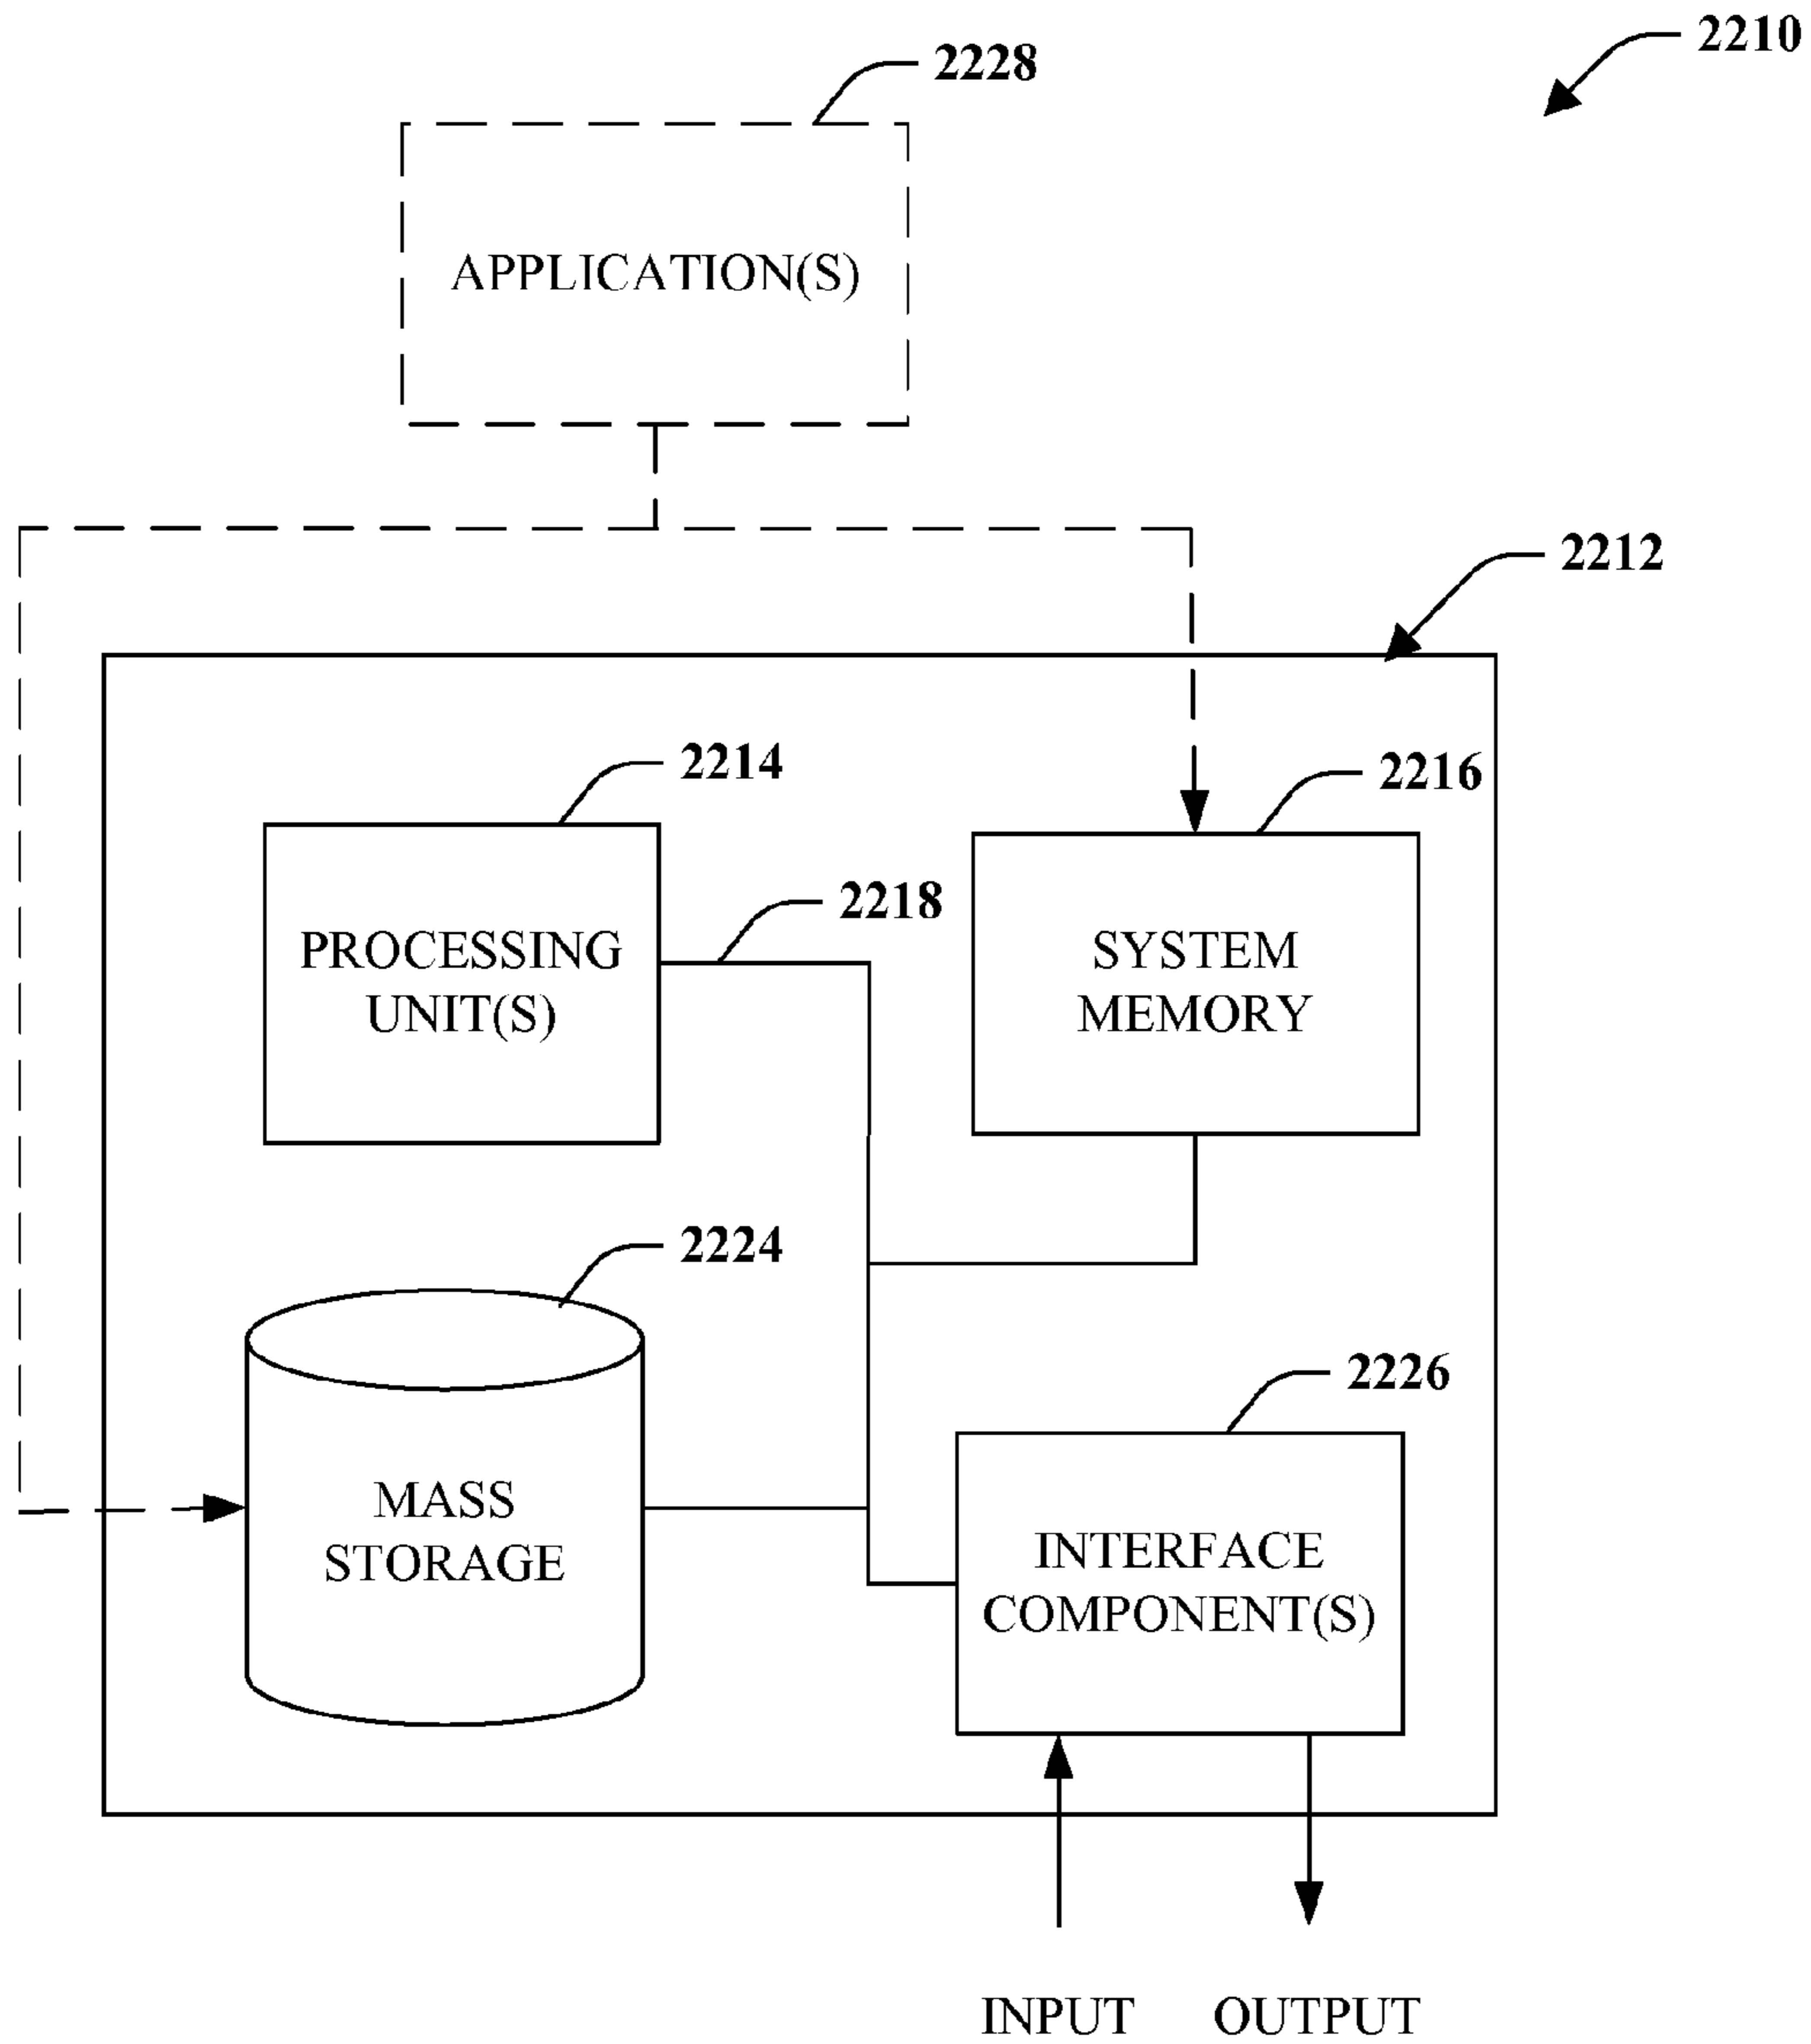 2210
2228
APPLICATION(S)
2212
2214
2216
2218
PROCESSING
UNIT(S)
SYSTEM
MEMORY
2224
2226
MASS
STORAGE
INTERFACE
COMPONENT(S)
INPUT
OUTPUT